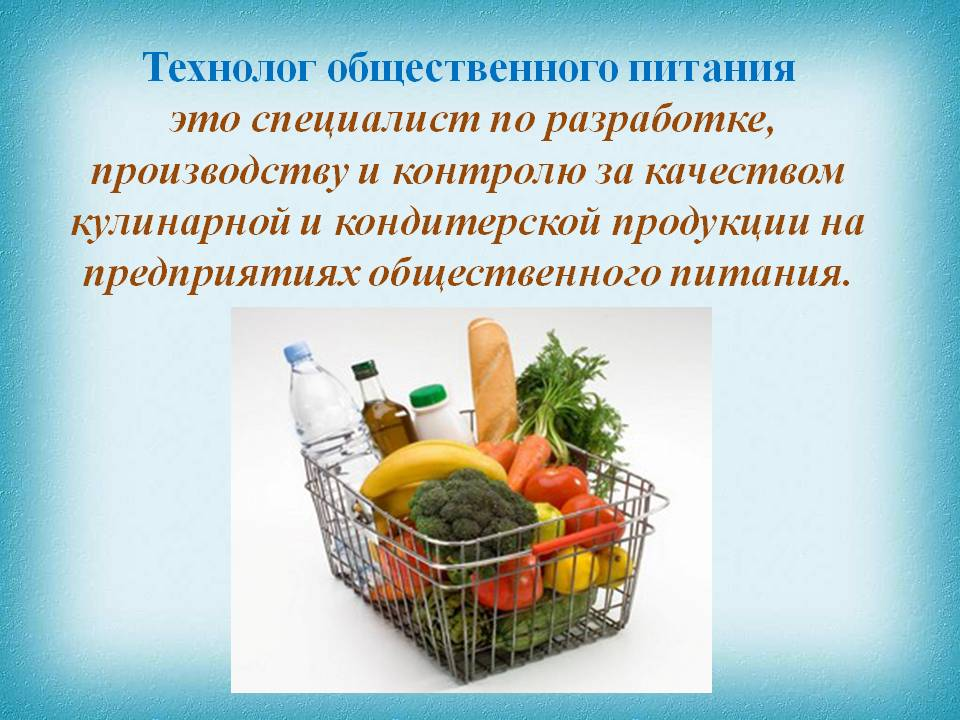 Технолог общественного питания
это специалист по разработке,
производству и контролю за качеством
кулинарной и кондитерской продукции на
предприятиях общественного питания.